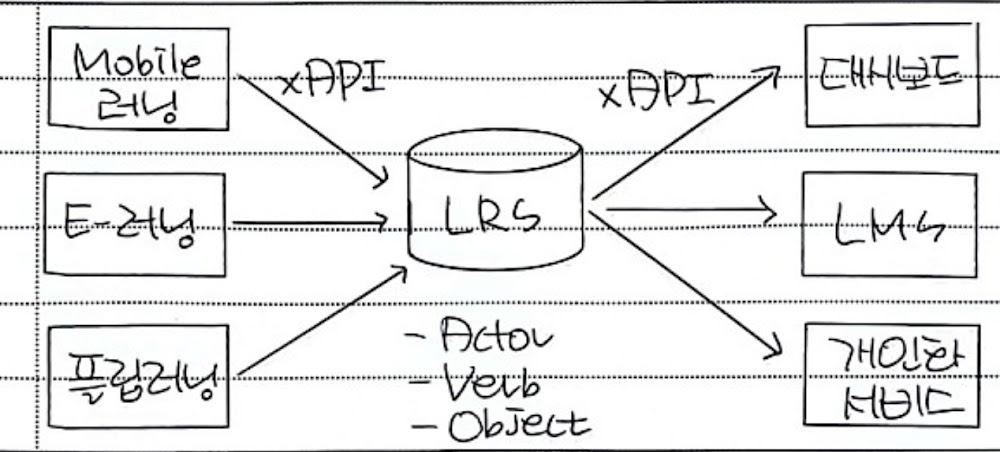 Mobile
러닝
xAPI
xAPI
대시보드
E-러닝
LRS
LMS
플립러닝
- Actor
- Verb
- Object
개인화
서비스